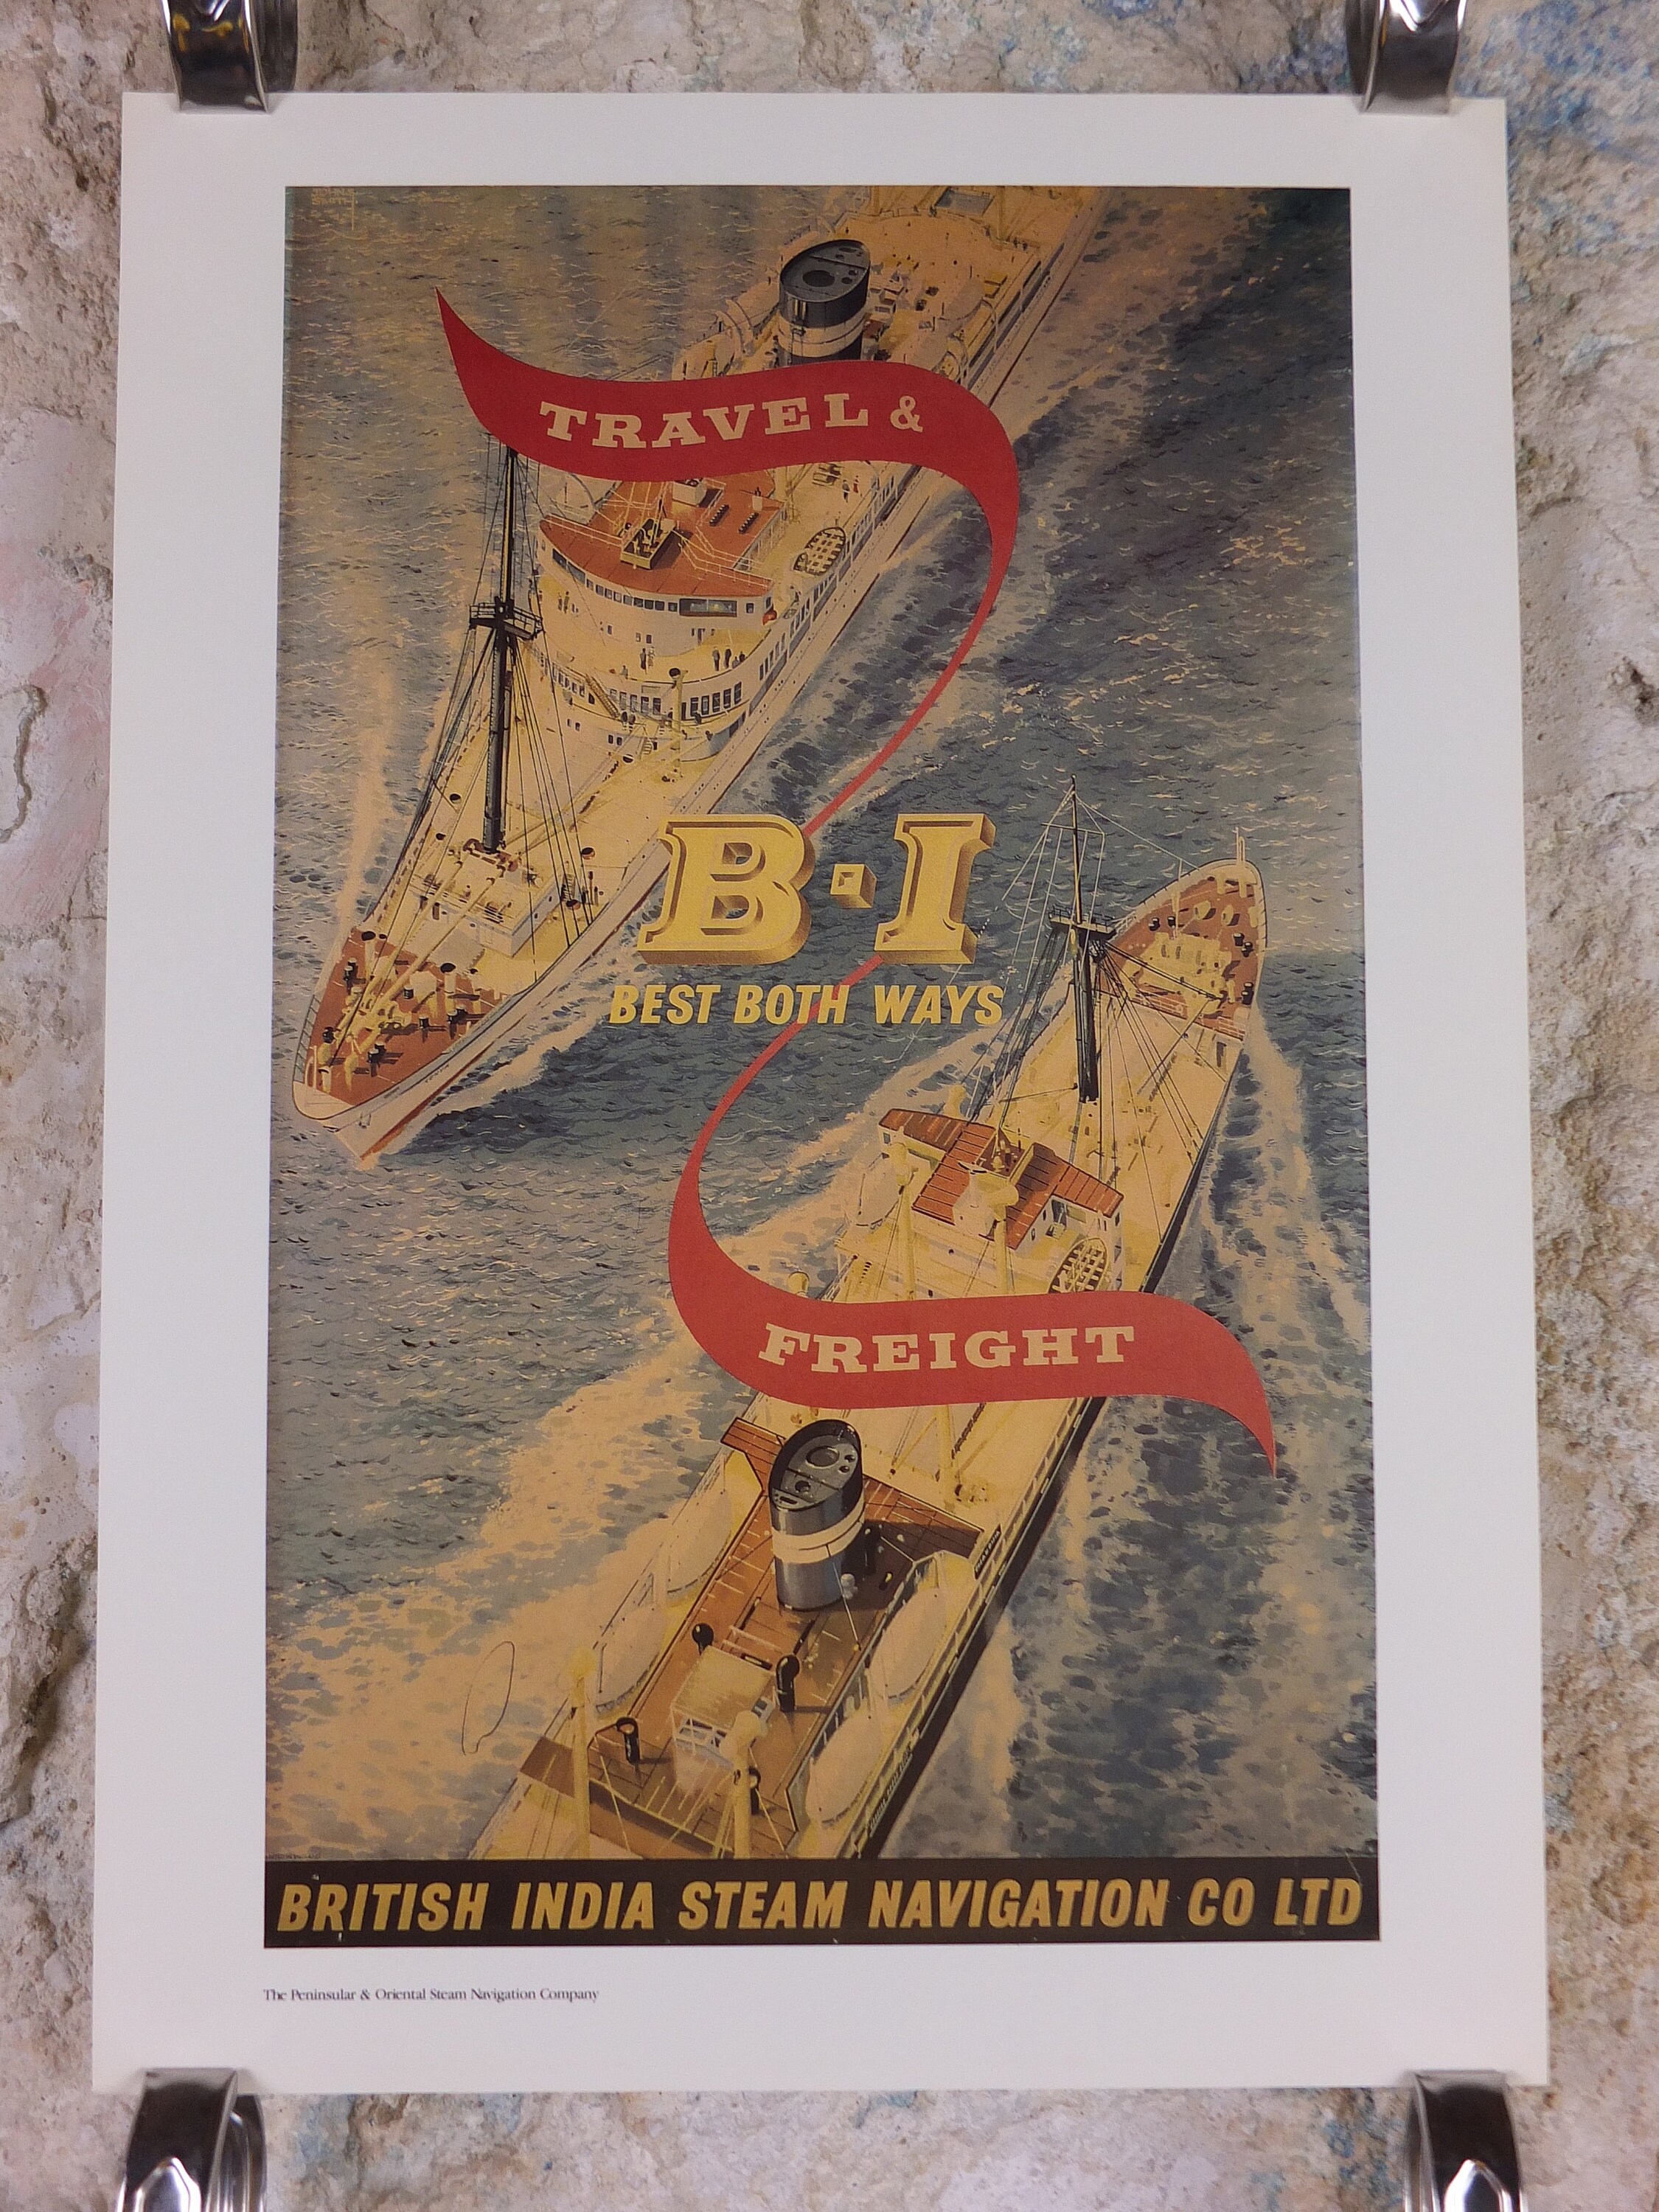 TRAVEL &
B·I
BEST BOTH WAYS
FREIGHT
BRITISH INDIA STEAM NAVIGATION CO LTD
The Peninsular & Oriental Steam Navigation Company